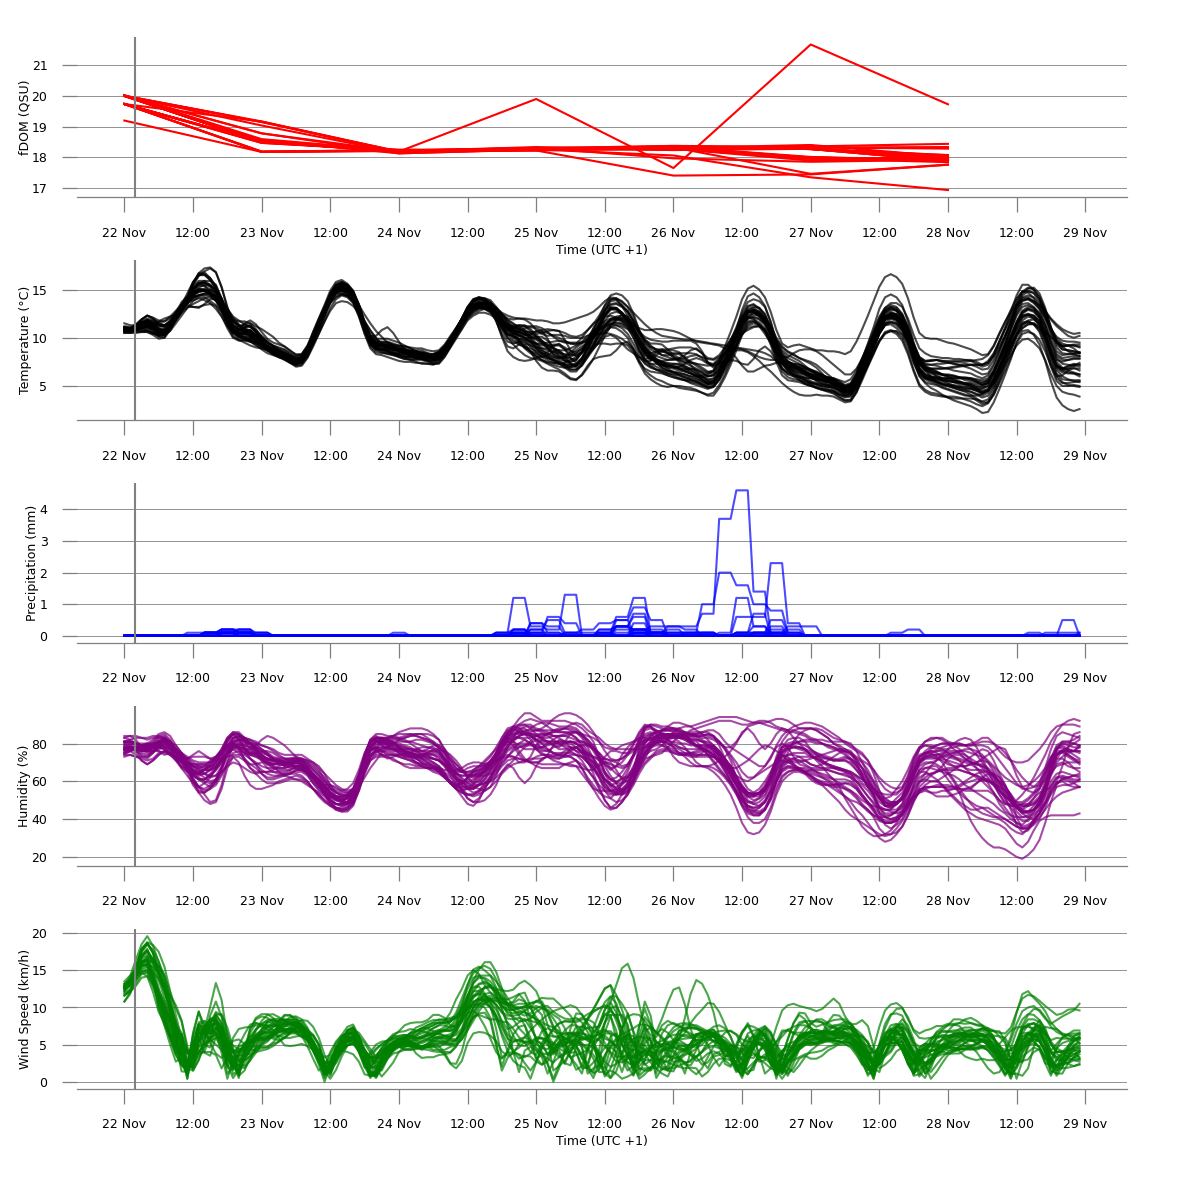 fDOM (QSU)
21
20
19
18
17
22 Nov 12:00 23 Nov 12:00 24 Nov 12:00 25 Nov 12:00 26 Nov 12:00 27 Nov 12:00 28 Nov 12:00 29 Nov
Time (UTC +1)
Temperature (°C)
15
10
5
22 Nov 12:00 23 Nov 12:00 24 Nov 12:00 25 Nov 12:00 26 Nov 12:00 27 Nov 12:00 28 Nov 12:00 29 Nov
Precipitation (mm)
4
3
2
1
0
22 Nov 12:00 23 Nov 12:00 24 Nov 12:00 25 Nov 12:00 26 Nov 12:00 27 Nov 12:00 28 Nov 12:00 29 Nov
Humidity (%)
80
60
40
20
22 Nov 12:00 23 Nov 12:00 24 Nov 12:00 25 Nov 12:00 26 Nov 12:00 27 Nov 12:00 28 Nov 12:00 29 Nov
Wind Speed (km/h)
20
15
10
5
0
22 Nov 12:00 23 Nov 12:00 24 Nov 12:00 25 Nov 12:00 26 Nov 12:00 27 Nov 12:00 28 Nov 12:00 29 Nov
Time (UTC +1)